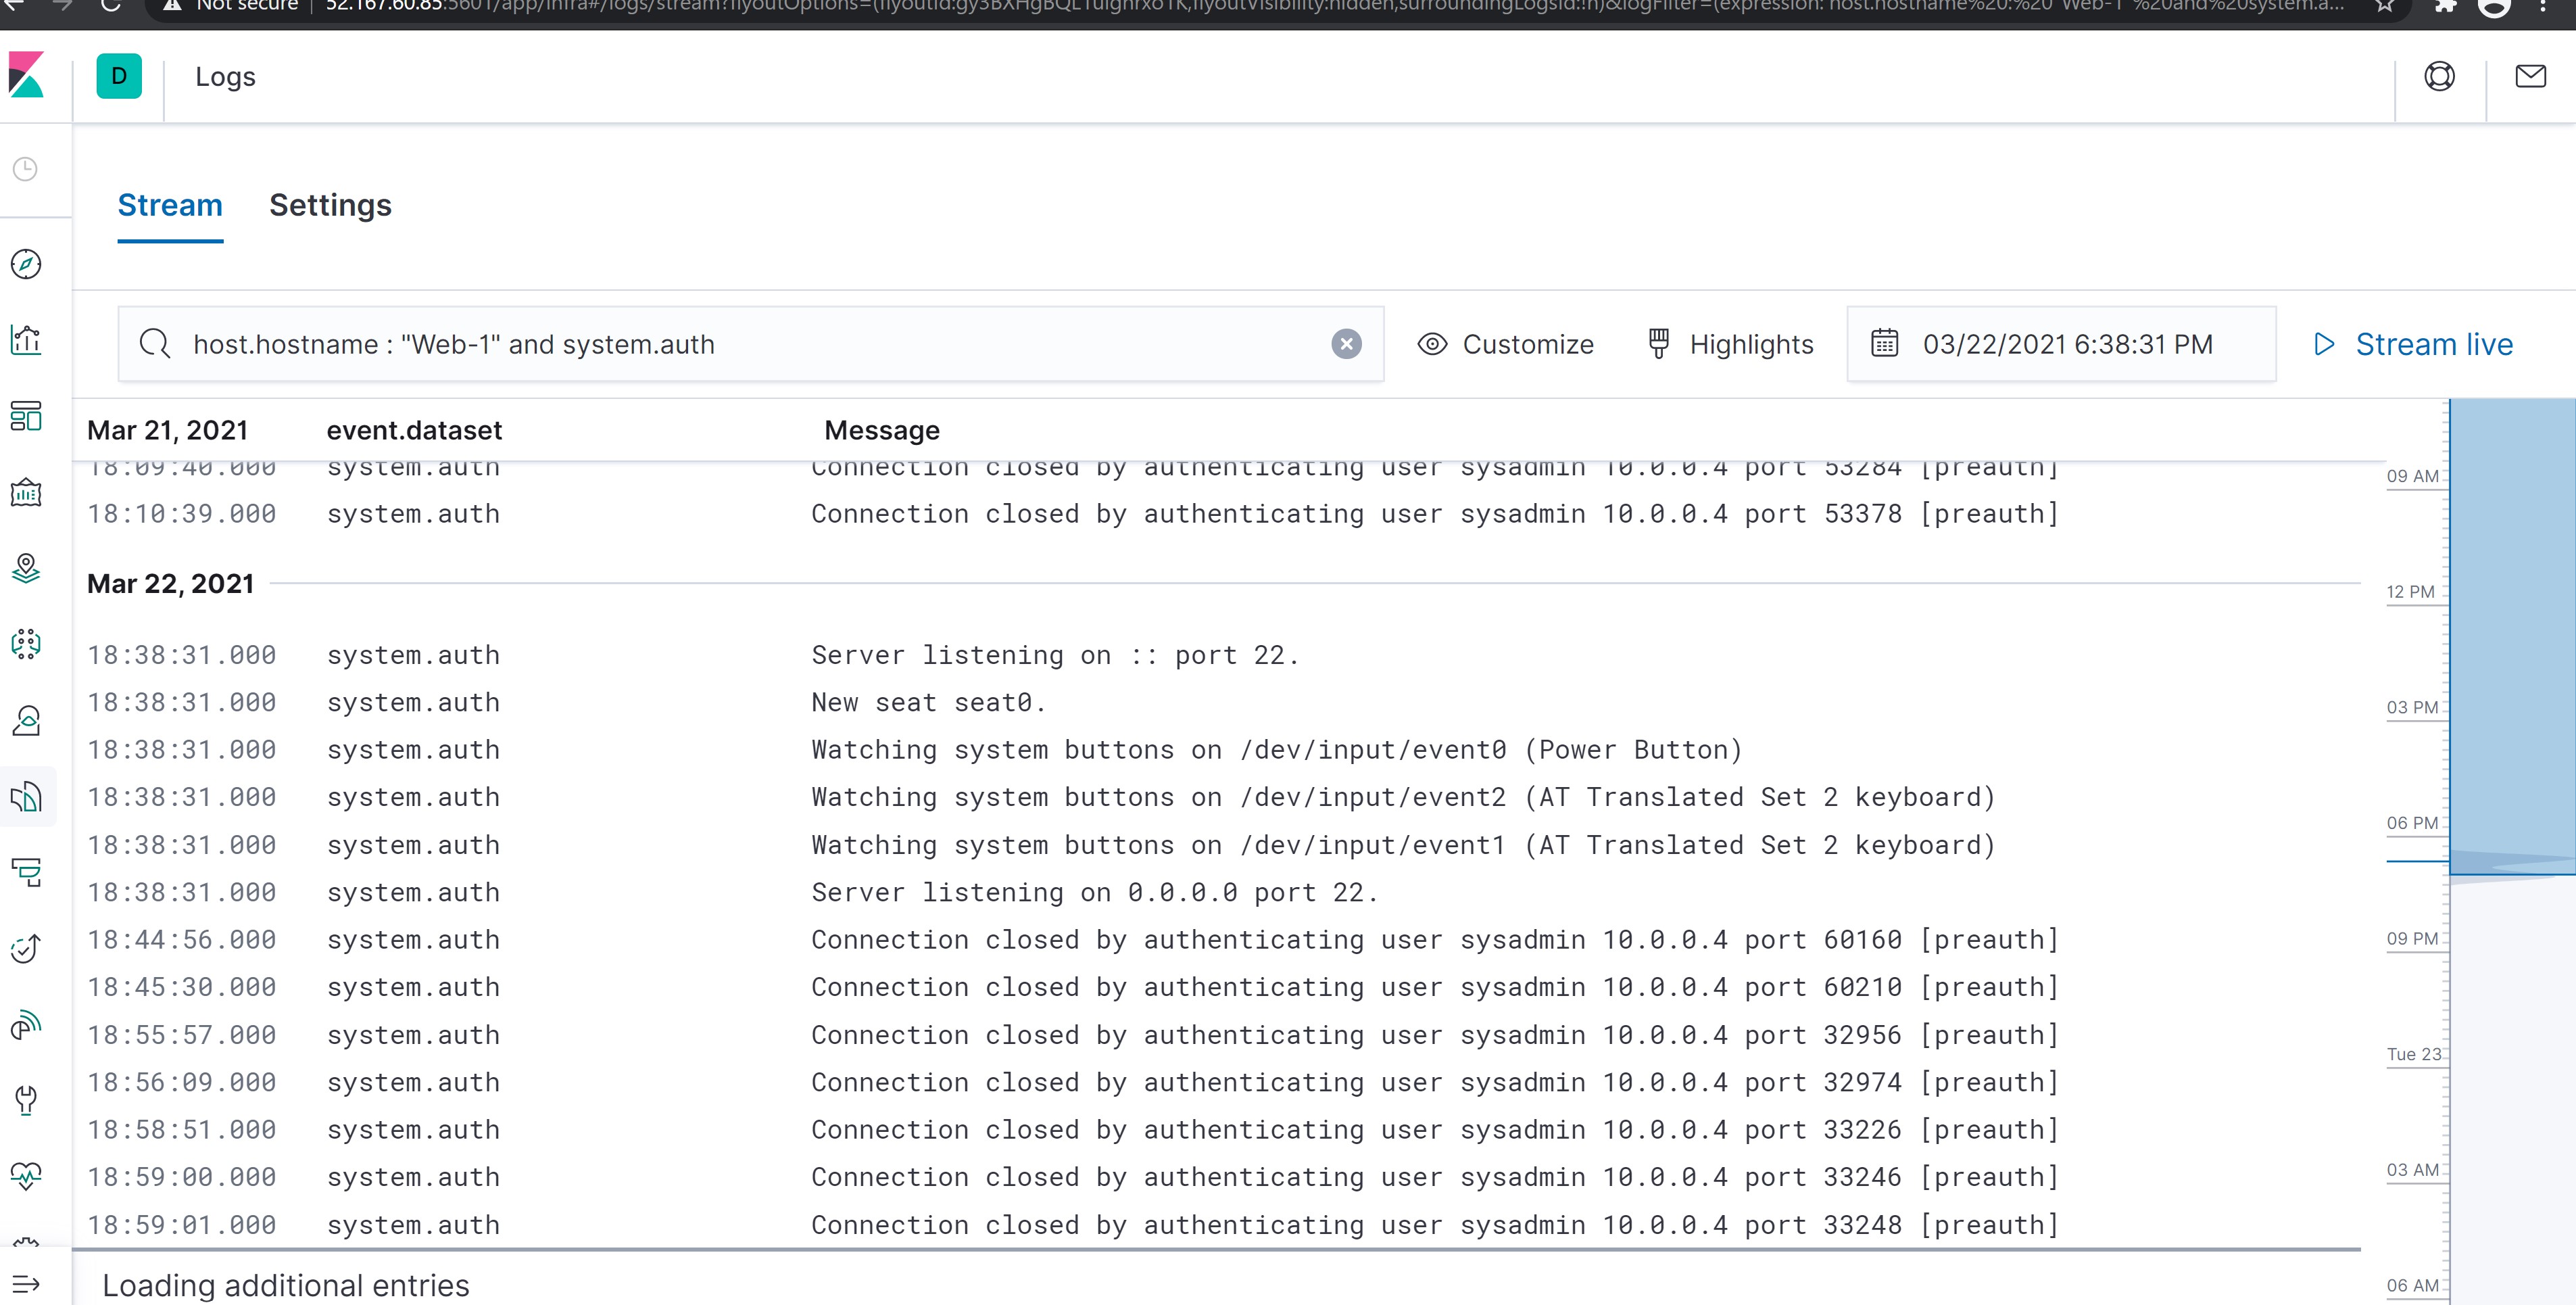 Not secure | 52.167.60.85:5601/app/infra#/logs/stream?flyoutOptions=
D Logs
Stream Settings
host.hostname : "Web-1" and system.auth Customize Highlights 03/22/2021 6:38:31 PM Stream live
Mar 21, 2021 event.dataset Message
18:09:40.000 system.auth Connection closed by authenticating user sysadmin 10.0.0.4 port 53284 [preauth]
09 AM
18:10:39.000 system.auth Connection closed by authenticating user sysadmin 10.0.0.4 port 53378 [preauth]
Mar 22, 2021
12 PM
18:38:31.000 system.auth Server listening on :: port 22.
18:38:31.000 system.auth New seat seat0.
03 PM
18:38:31.000 system.auth Watching system buttons on /dev/input/event0 (Power Button)
18:38:31.000 system.auth Watching system buttons on /dev/input/event2 (AT Translated Set 2 keyboard)
06 PM
18:38:31.000 system.auth Watching system buttons on /dev/input/event1 (AT Translated Set 2 keyboard)
18:38:31.000 system.auth Server listening on 0.0.0.0 port 22.
18:44:56.000 system.auth Connection closed by authenticating user sysadmin 10.0.0.4 port 60160 [preauth]
09 PM
18:45:30.000 system.auth Connection closed by authenticating user sysadmin 10.0.0.4 port 60210 [preauth]
18:55:57.000 system.auth Connection closed by authenticating user sysadmin 10.0.0.4 port 32956 [preauth]
Tue 23
18:56:09.000 system.auth Connection closed by authenticating user sysadmin 10.0.0.4 port 32974 [preauth]
18:58:51.000 system.auth Connection closed by authenticating user sysadmin 10.0.0.4 port 33226 [preauth]
03 AM
18:59:00.000 system.auth Connection closed by authenticating user sysadmin 10.0.0.4 port 33246 [preauth]
18:59:01.000 system.auth Connection closed by authenticating user sysadmin 10.0.0.4 port 33248 [preauth]
Loading additional entries
06 AM